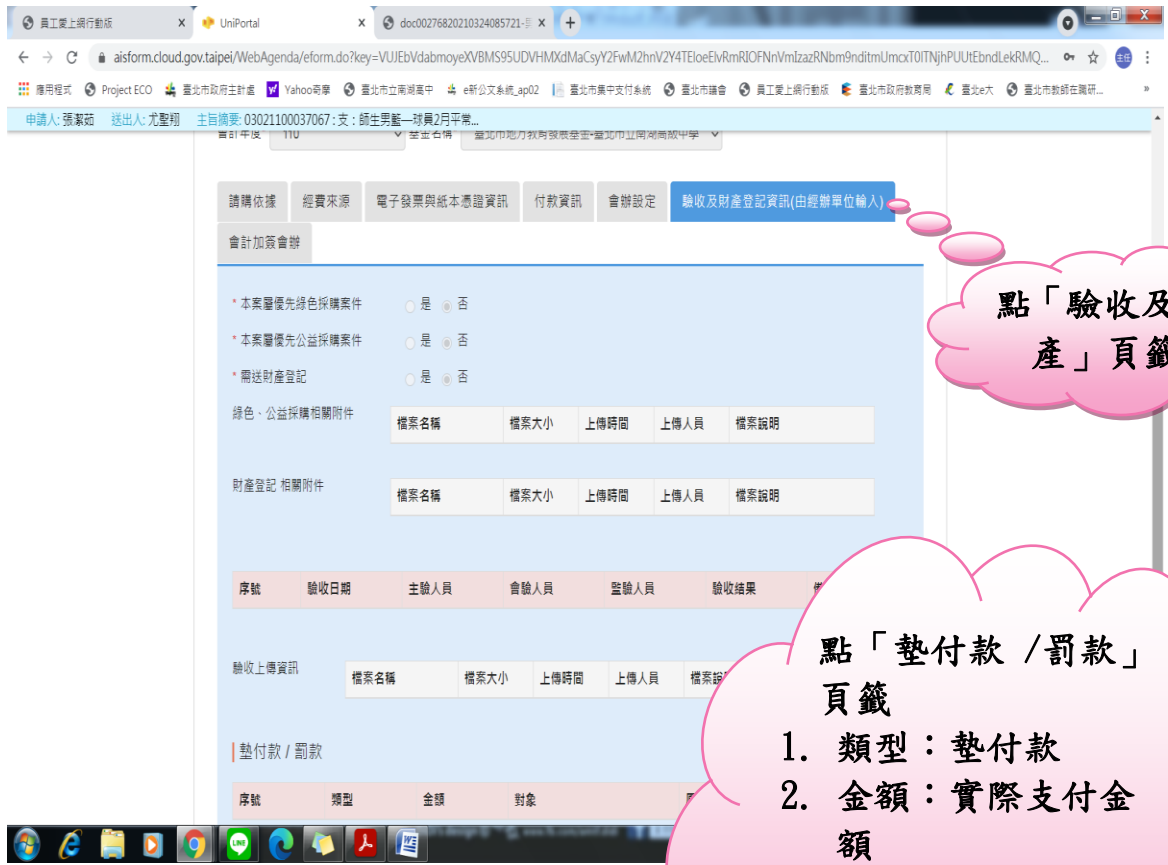 員工愛上網行動版
UniPortal
doc00276820210324085721-
aisform.cloud.gov.taipei/WebAgenda/eform.do?key=VUJEbVdabmoyeXVBMS95UDVHMXdMaCsyY2FwM2hnV2Y4TEloeElvRmRIOFNnVmIzazRNbm9nditmUmcxT0lTNjhPUUtEbndLekRMQ...
應用程式 Project ECO 臺北市政府主計處 Yahoo奇摩 臺北市立南湖高中 e新公文系統_ap02 臺北市集中支付系統 臺北市議會 員工愛上網行動版 臺北市政府教育局 臺北e大 臺北市教師在職研... »
申請人: 張潔茹 送出人: 尤聖翔 主旨摘要: 03021100037067 : 支 : 師生男籃—球員2月平常...
會計年度 110 基金名稱 臺北市地方教育發展基金-臺北市立南湖高級中學
請購依據 經費來源 電子發票與紙本憑證資訊 付款資訊 會辦設定 驗收及財產登記資訊(由經辦單位輸入)
會計加簽會辦
點「驗收及
產」頁籤
* 本案屬優先綠色採購案件 是 否
* 本案屬優先公益採購案件 是 否
* 需送財產登記 是 否
綠色、公益採購相關附件
檔案名稱 檔案大小 上傳時間 上傳人員 檔案說明
財產登記 相關附件
檔案名稱 檔案大小 上傳時間 上傳人員 檔案說明
序號 驗收日期 主驗人員 會驗人員 監驗人員 驗收結果
驗收上傳資訊
檔案名稱 檔案大小 上傳時間 上傳人員 檔案說
墊付款 / 罰款
序號 類型 金額 對象
點「墊付款 /罰款」
頁籤
1. 類型：墊付款
2. 金額：實際支付金
額